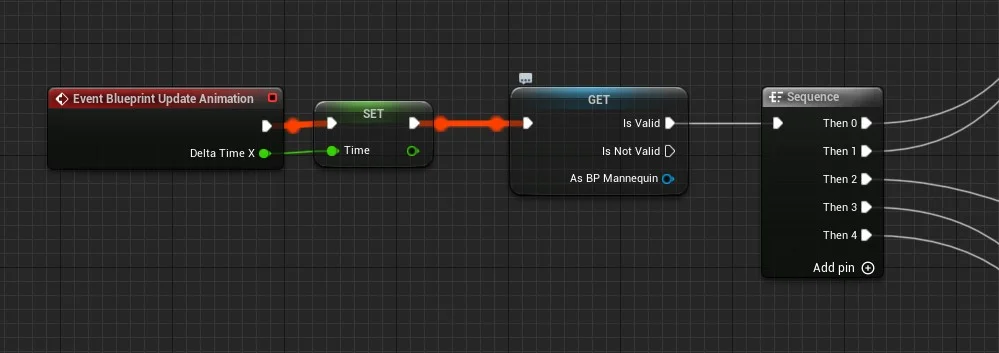 Event Blueprint Update Animation
Delta Time X
SET
Time
GET
Is Valid
Is Not Valid
As BP Mannequin
Sequence
Then 0
Then 1
Then 2
Then 3
Then 4
Add pin